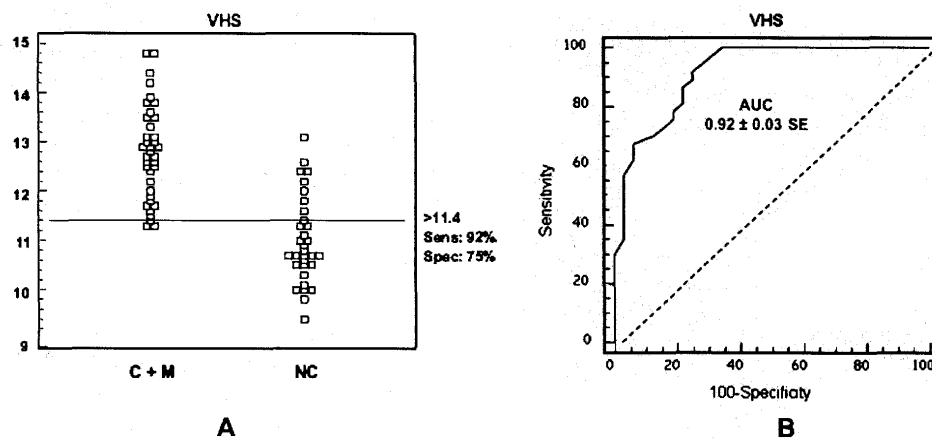 VHS
15
14
13
12
11
10
9
>11.4
Sens: 92%
Spec: 75%
C + M
NC
A
VHS
100
80
60
40
20
0
Sensitivity
AUC
0.92 ± 0.03 SE
0
20
40
60
80
100
100-Specificity
B